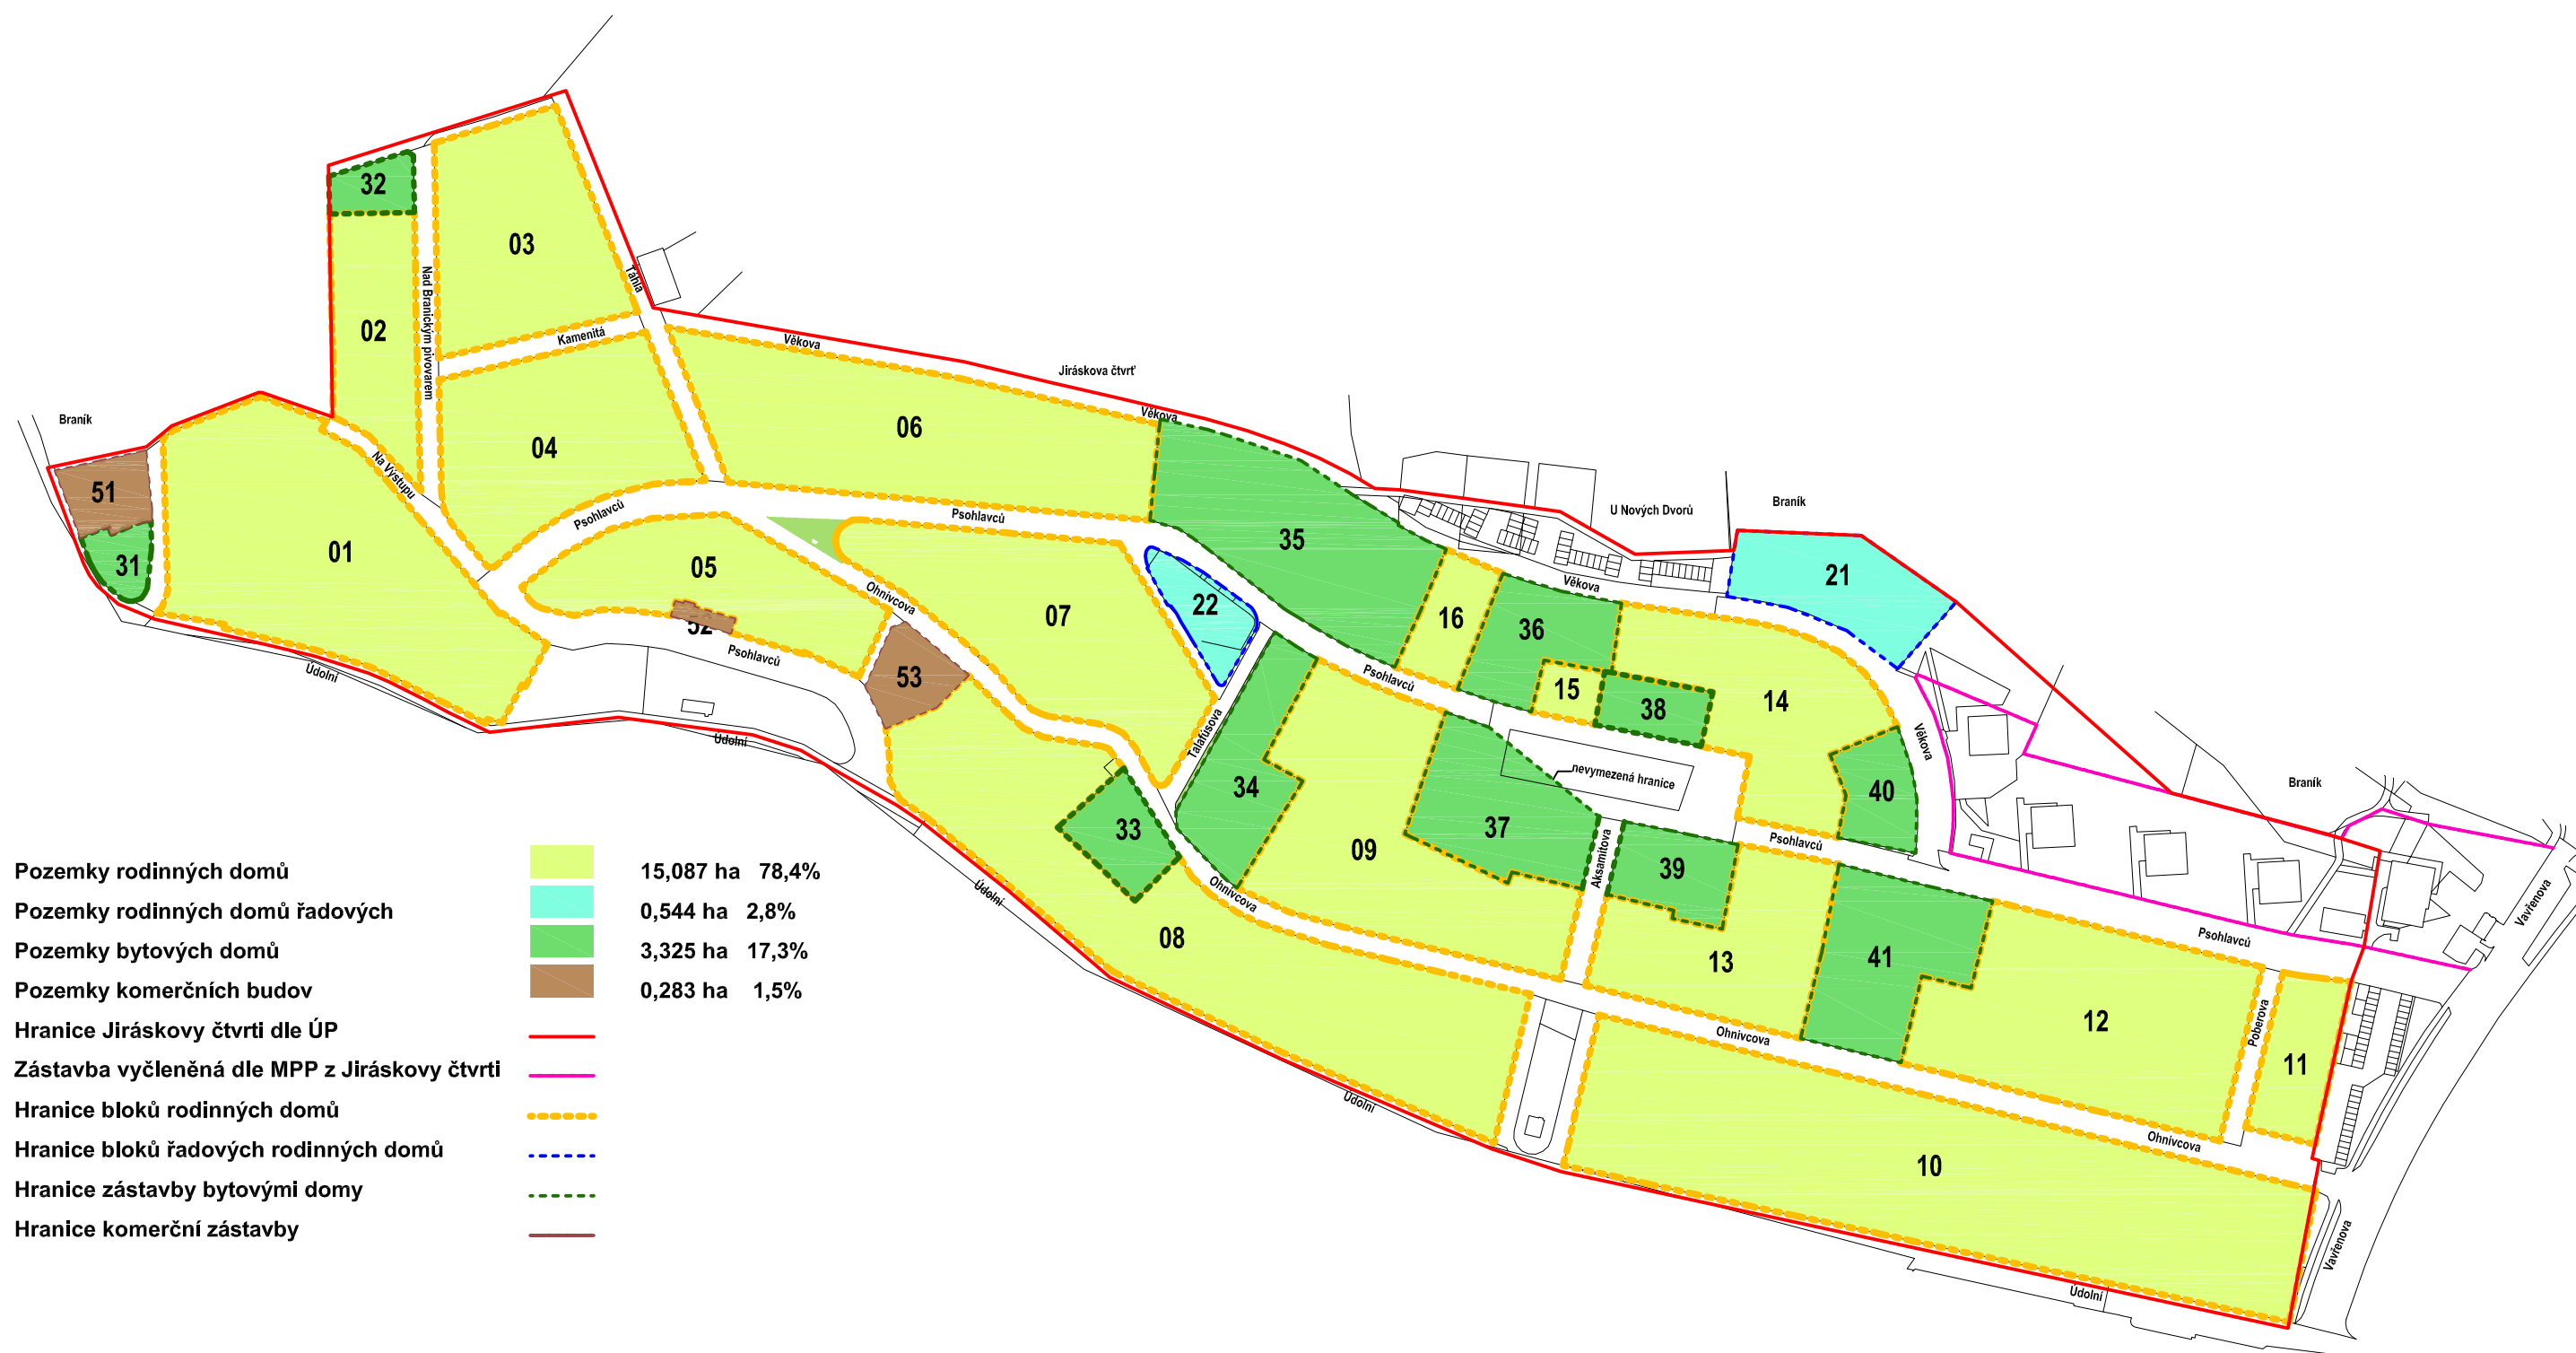 32
03
Táhla
Nad Branickým pivovarem
02
Kamenitá
Věkova
Jiráskova čtvrť
Věkova
Braník
06
04
Na Výstupu
51
31
01
Psohlavců
Psohlavců
05
Ohnivcova
52
Psohlavců
53
07
22
35
U Nových Dvorů
Braník
21
Věkova
16
36
15
38
14
Psohlavců
Věkova
Údolní
Údolní
Talafúsova
34
33
nevymezená hranice
37
40
Braník
09
Aksamitova
39
Psohlavců
Ohnivcova
Údolní
08
13
41
Psohlavců
Vavřenova
12
Ohnivcova
Poberova
11
Údolní
Ohnivcova
10
Vavřenova
Údolní
Pozemky rodinných domů 15,087 ha 78,4%
Pozemky rodinných domů řadových 0,544 ha 2,8%
Pozemky bytových domů 3,325 ha 17,3%
Pozemky komerčních budov 0,283 ha 1,5%
Hranice Jiráskovy čtvrti dle ÚP
Zástavba vyčleněná dle MPP z Jiráskovy čtvrti
Hranice bloků rodinných domů
Hranice bloků řadových rodinných domů
Hranice zástavby bytovými domy
Hranice komerční zástavby